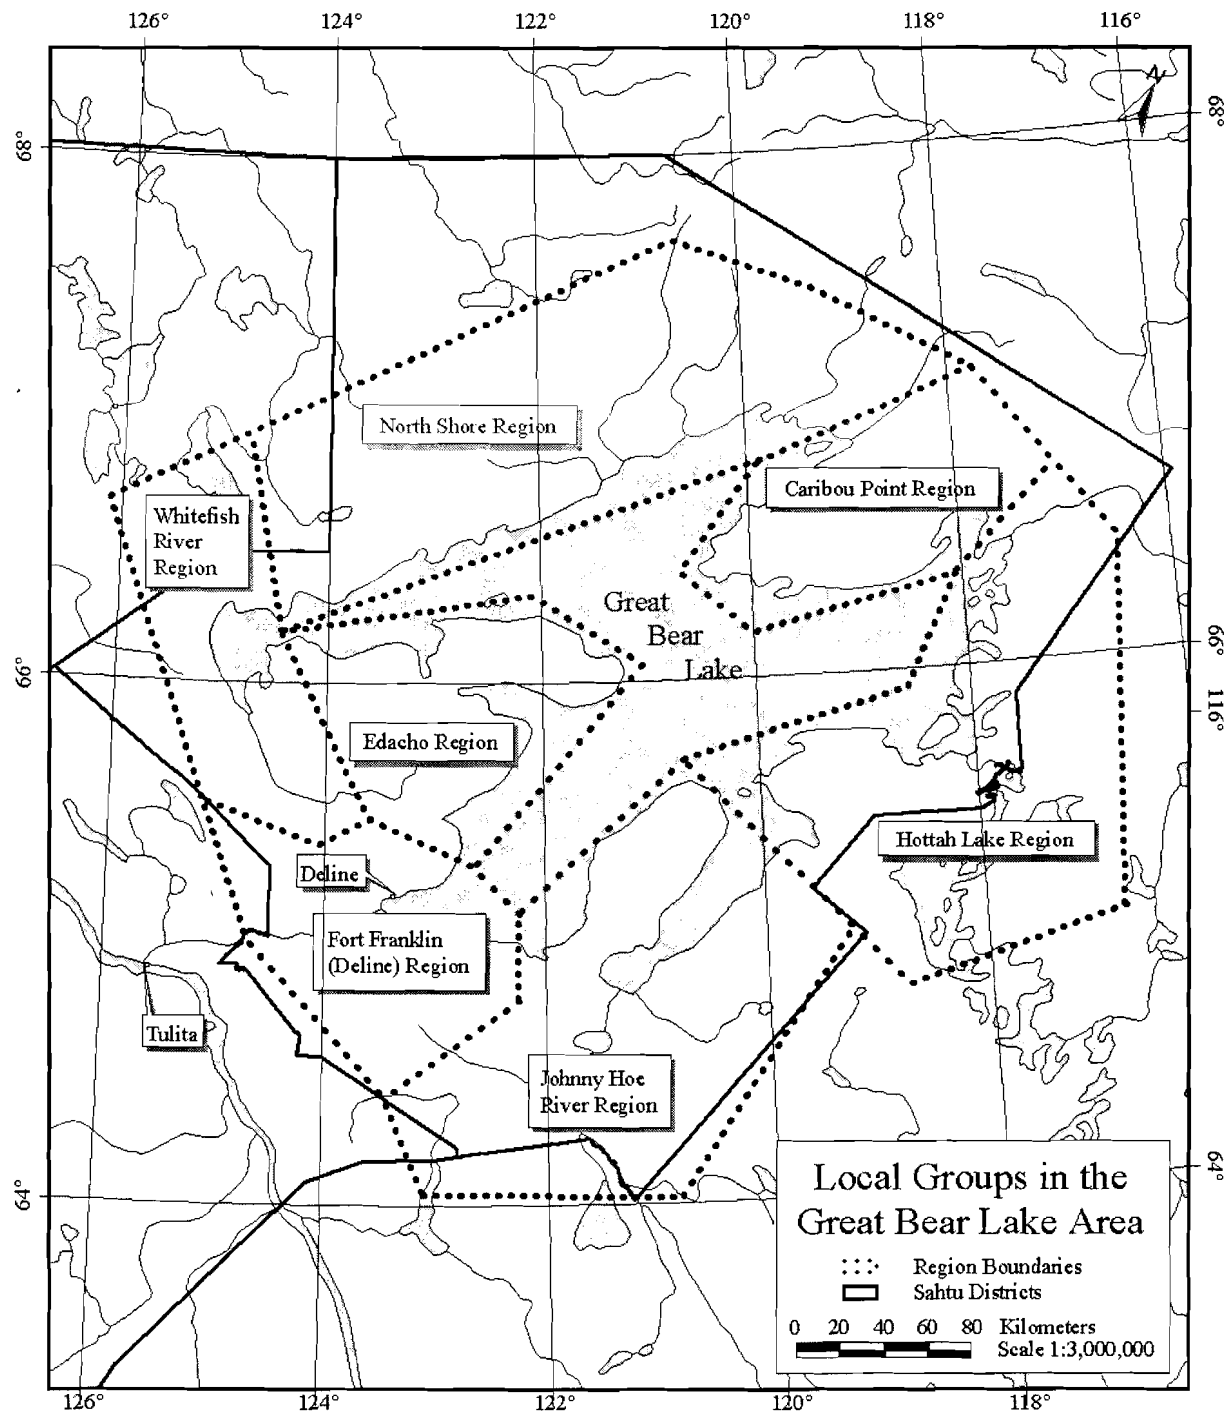 126° 124° 122° 120° 118° 116°
N
68° 68°
North Shore Region
Caribou Point Region
Whitefish
River
Region
Great
Bear
Lake
66° 66°
116°
Edacho Region
Hottah Lake Region
Deline
Fort Franklin
(Deline) Region
Tulita
Johnny Hoe
River Region
64° 64°
Local Groups in the
Great Bear Lake Area
Region Boundaries
Sahtu Districts
0 20 40 60 80 Kilometers
Scale 1:3,000,000
126° 124° 122° 120° 118°